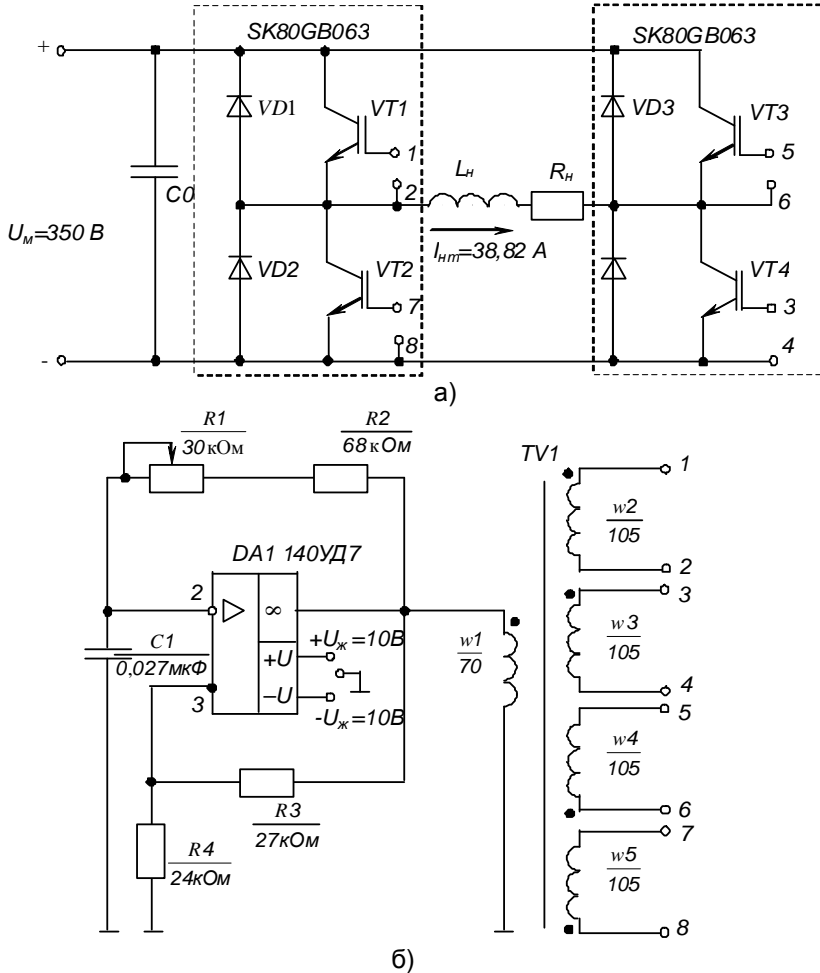 SK80GB063
SK80GB063
+
VD1
VT1
VD3
VT3
1
5
C0
Lн
Rн
2
6
Uм=350 В
Iнт=38,82 А
VD2
VT2
VT4
7
3
8
-
4
а)
R1
30кОм
R2
68кОм
TV1
1
w2
105
DA1 140УД7
2
2
∞
3
+Uж=10В
C1
0,027мкФ
+U
w1
70
w3
105
–U
3
-Uж=10В
4
5
w4
105
R3
27кОм
6
7
R4
24кОм
w5
105
8
б)